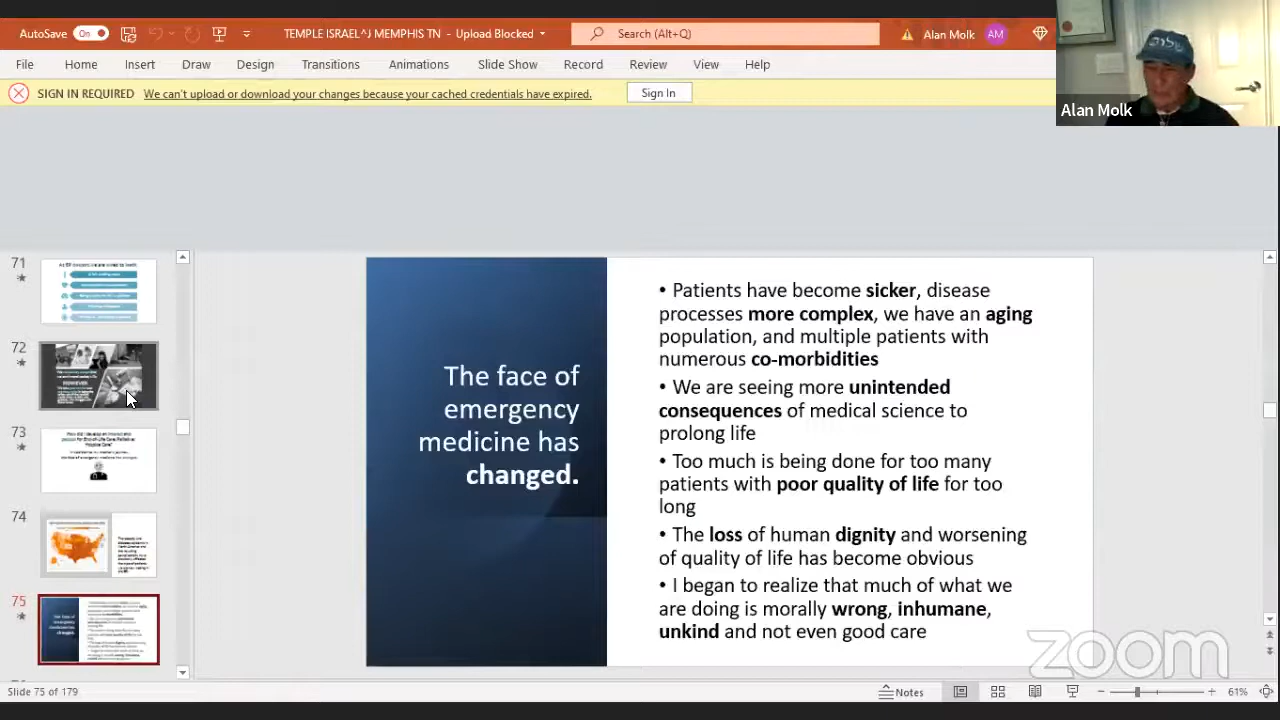 AutoSave On TEMPLE ISRAEL^J MEMPHIS TN - Upload Blocked Search (Alt+Q) Alan Molk AM
File Home Insert Draw Design Transitions Animations Slide Show Record Review View Help
SIGN IN REQUIRED We can't upload or download your changes because your cached credentials have expired. Sign In
Alan Molk
71
72
HOWEVER
73
74
75
The face of
emergency
medicine has
changed.
• Patients have become sicker, disease
processes more complex, we have an aging
population, and multiple patients with
numerous co-morbidities
• We are seeing more unintended
consequences of medical science to
prolong life
• Too much is being done for too many
patients with poor quality of life for too
long
• The loss of human dignity and worsening
of quality of life has become obvious
• I began to realize that much of what we
are doing is morally wrong, inhumane,
unkind and not even good care
zoom
Slide 75 of 179 Notes 61%